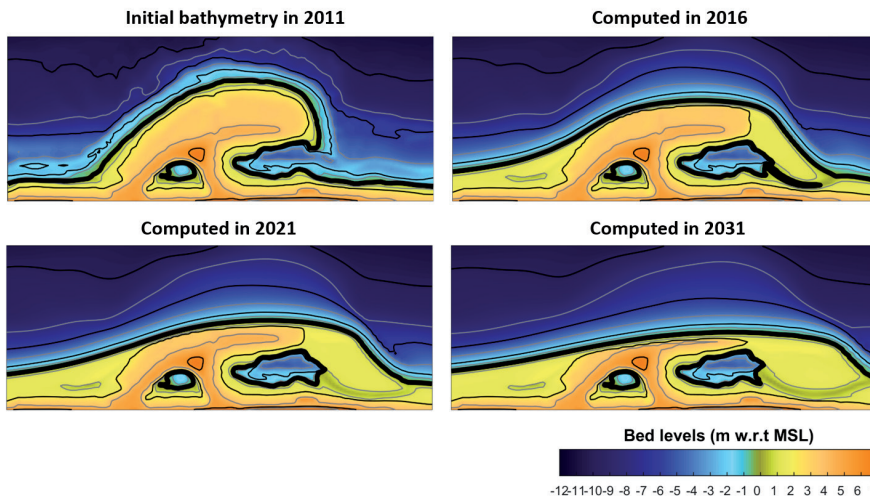 Initial bathymetry in 2011
Computed in 2016
Computed in 2021
Computed in 2031
Bed levels (m w.r.t MSL)
-12-11-10-9 -8 -7 -6 -5 -4 -3 -2 -1 0 1 2 3 4 5 6